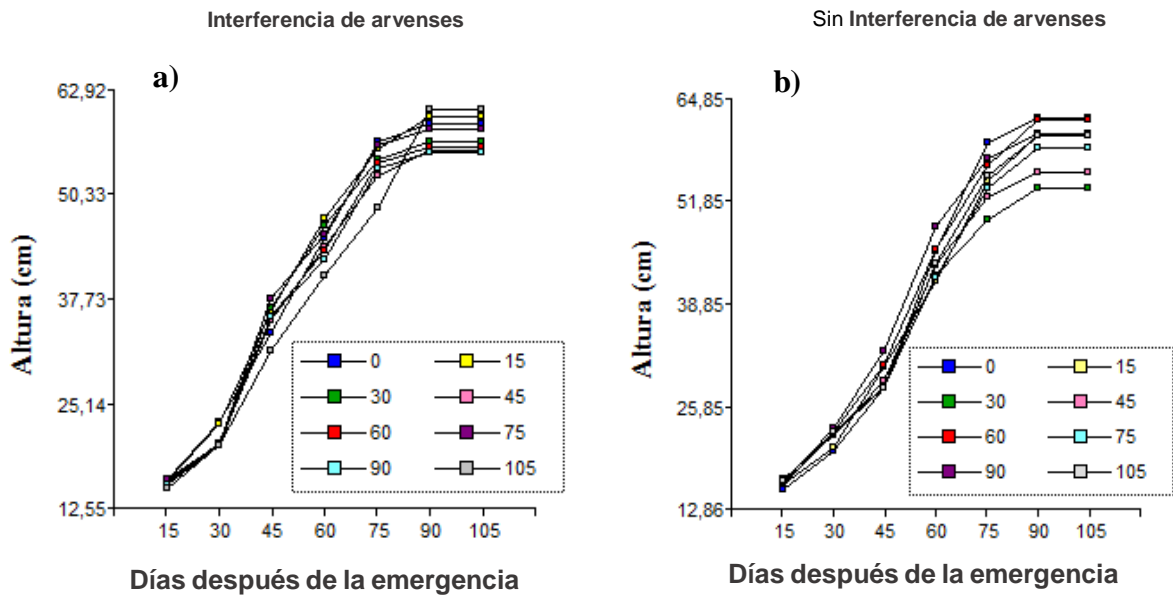 Interferencia de arvenses
a)
Altura (cm)
62,92
50,33
37,73
25,14
12,55
15 30 45 60 75 90 105
0 15
30 45
60 75
90 105
Días después de la emergencia
Sin Interferencia de arvenses
b)
Altura (cm)
64,85
51,85
38,85
25,85
12,86
15 30 45 60 75 90 105
0 15
30 45
60 75
90 105
Días después de la emergencia